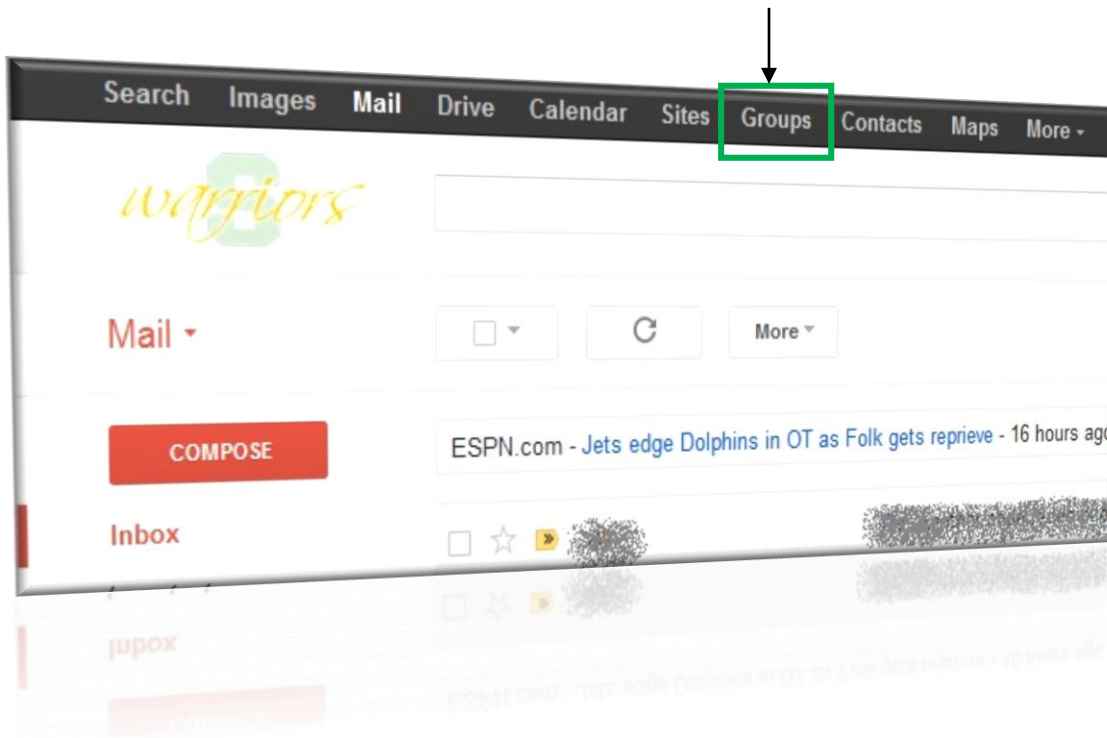 Search Images Mail Drive Calendar Sites Groups Contacts Maps More
warriors
Mail
More
COMPOSE
ESPN.com - Jets edge Dolphins in OT as Folk gets reprieve - 16 hours ago
Inbox